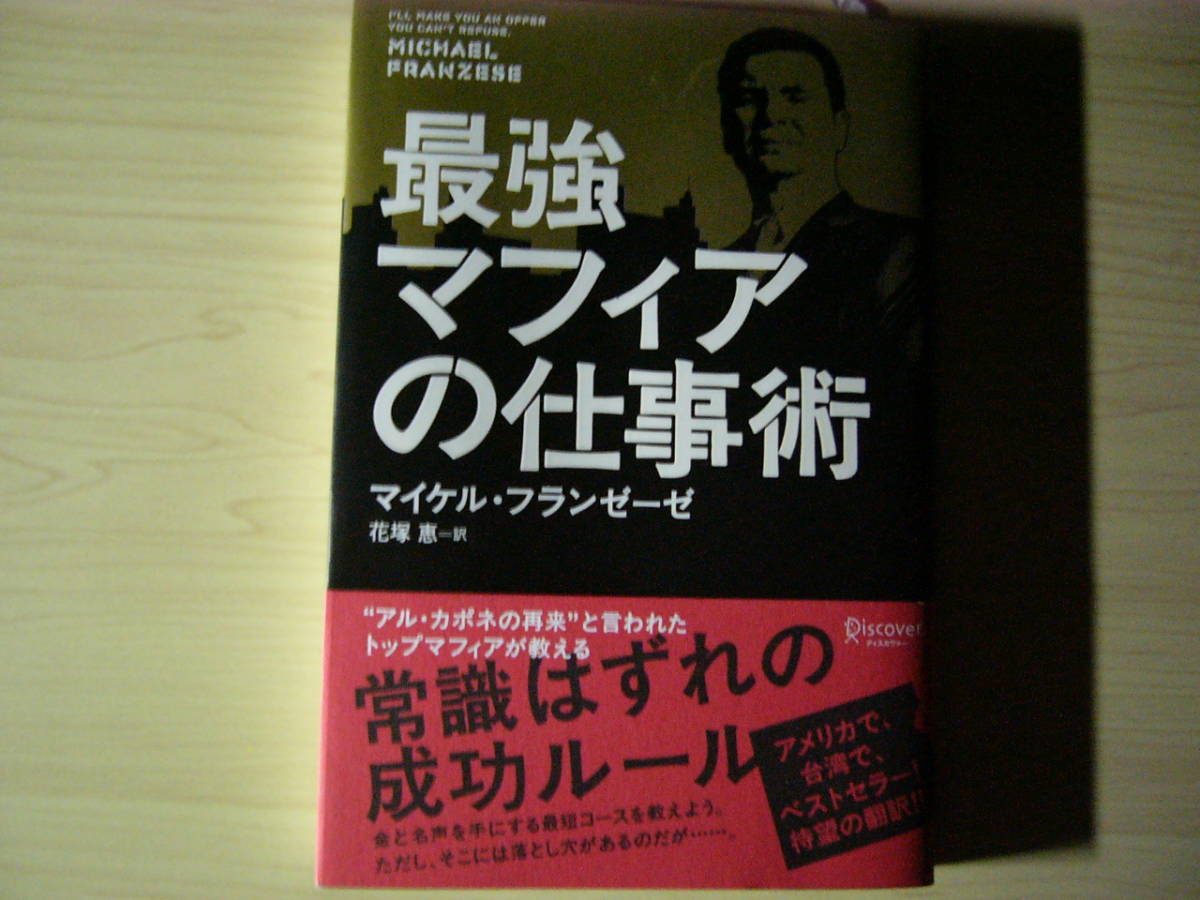 I'LL MAKE YOU AN OFFER
YOU CAN'T REFUSE.
MICHAEL
FRANZESE
最強
マフィア
の仕事術
マイケル・フランゼーゼ
花塚 恵=訳
“アル・カポネの再来”と言われた
トップマフィアが教える
常識はずれの
成功ルール
金と名声を手にする最短コースを教えよう。
ただし、そこには落とし穴があるのだが……。
Discover
ディスカヴァー
アメリカで、
台湾で、
ベストセラー!
待望の翻訳!!